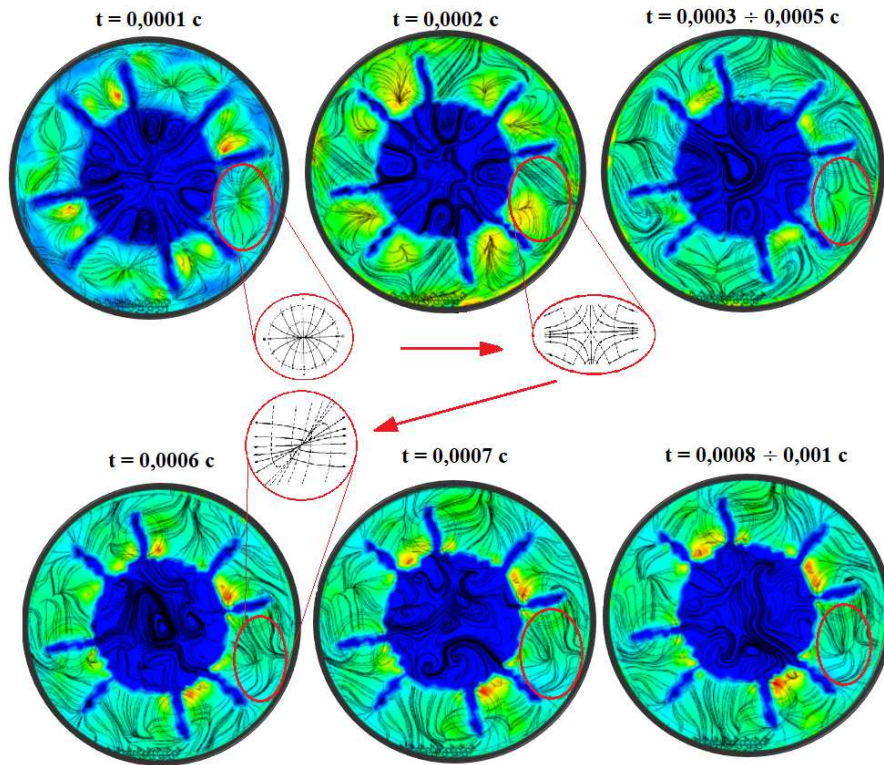 t = 0,0001 c
t = 0,0002 c
t = 0,0003 ÷ 0,0005 c
t = 0,0006 c
t = 0,0007 c
t = 0,0008 ÷ 0,001 c